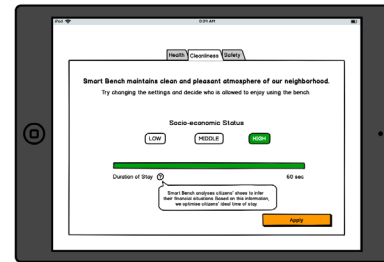 iPad
11:39 AM
Health Cleanliness Safety
Smart Bench maintains clean and pleasant atmosphere of our neighborhood.
Try changing the settings and decide who is allowed to enjoy using the bench.
Socio-economic Status
LOW MIDDLE HIGH
Duration of Stay ? 60 sec
Smart Bench analyses citizens' shoes to infer
their financial situations. Based on this information,
we optimise citizens' ideal time of stay
Apply